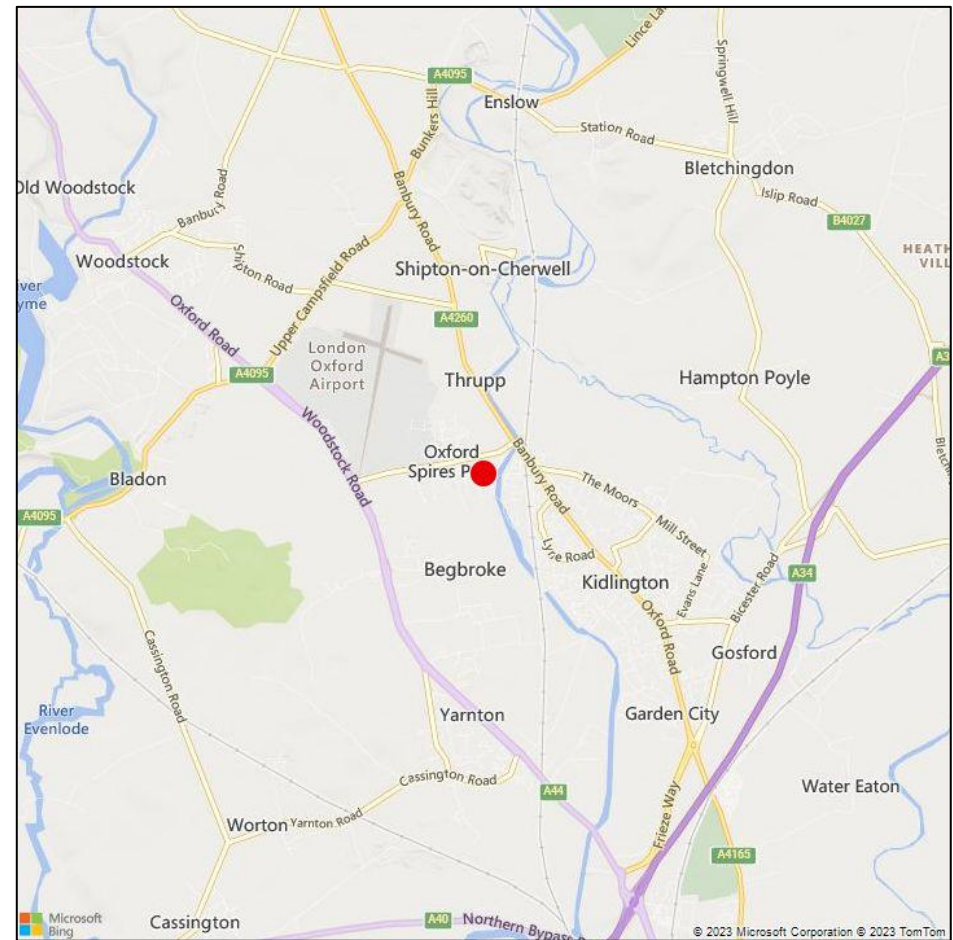 Lince La
A4095
Enslow
Springwell Hill
Bunkers Hill
Station Road
Bletchingdon
Old Woodstock
Banbury Road
Banbury Road
Islip Road
B4027
HEATH
VILL
Woodstock
Shipton Road
Upper Campsfield Road
Shipton-on-Cherwell
iver
yme
Oxford Road
A4260
London
Oxford
Airport
A4095
Thrupp
Hampton Poyle
A3
Woodstock Road
Oxford
Spires P
Banbury Road
Bletchi
Bladon
The Moors
A4095
Mill Street
Lyne Road
Begbroke
Kidlington
Evans Lane
Bicester Road
A34
Cassington Road
Oxford Road
Gosford
River
Evenlode
Yarnton
Garden City
Cassington Road
A44
Water Eaton
Worton
Yarnton Road
Frieze Way
A4165
Cassington
A40
Northern Bypass R
Microsoft
Bing
© 2023 Microsoft Corporation © 2023 TomTom